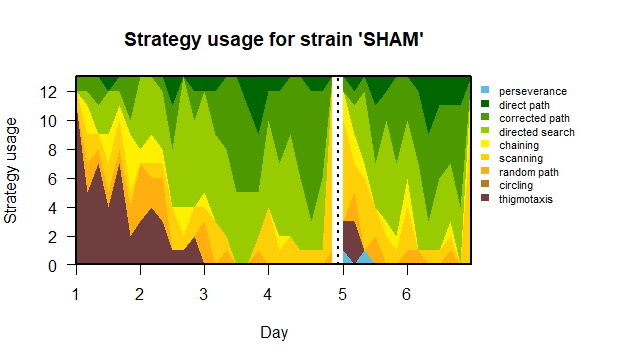 Strategy usage for strain 'SHAM'
Strategy usage
12
10
8
6
4
2
0
1
2
3
4
5
6
Day
perseverance
direct path
corrected path
directed search
chaining
scanning
random path
circling
thigmotaxis